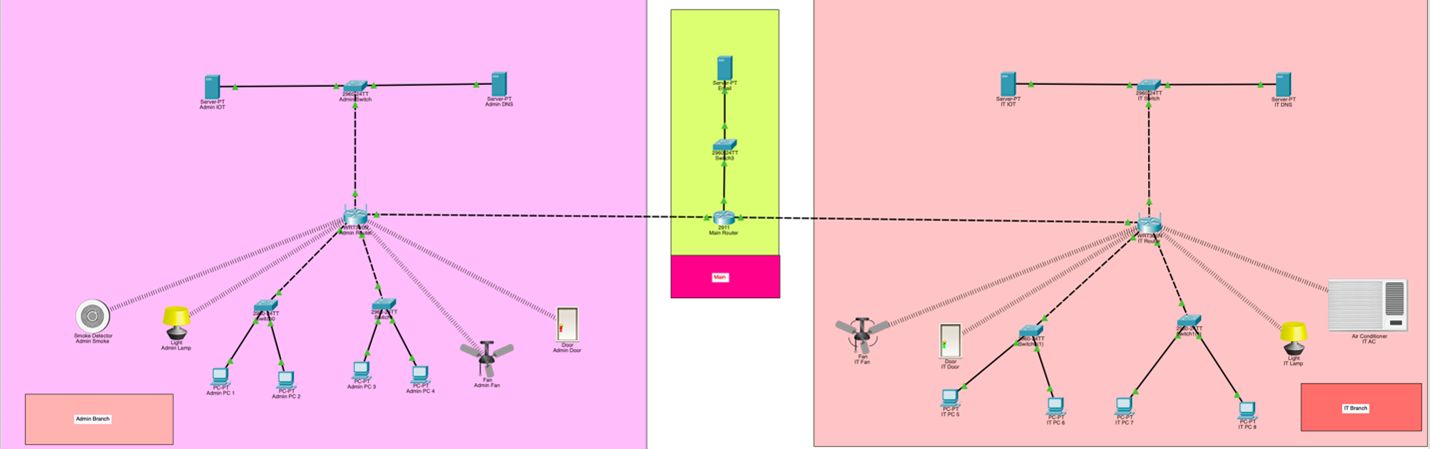 Server-PT
Admin IOT
2960-24TT
Admin Switch
Server-PT
Admin DNS
WRT300N
Admin Router
Smoke Detector
Admin Smoke
Light
Admin Lamp
2960-24TT
Switch0
2960-24TT
PC-PT
Admin PC 1
PC-PT
Admin PC 2
PC-PT
Admin PC 3
PC-PT
Admin PC 4
Fan
Admin Fan
Door
Admin Door
Admin Branch
Server-PT
Email
2960-24TT
Switch3
2911
Main Router
Main
Server-PT
IT IOT
2960-24TT
IT Switch
Server-PT
IT DNS
WRT300N
IT Router
Fan
IT Fan
Door
IT Door
2960-24TT
2960-24TT
Light
IT Lamp
Air Conditioner
IT AC
PC-PT
IT PC 5
PC-PT
IT PC 6
PC-PT
IT PC 7
PC-PT
IT PC 8
IT Branch